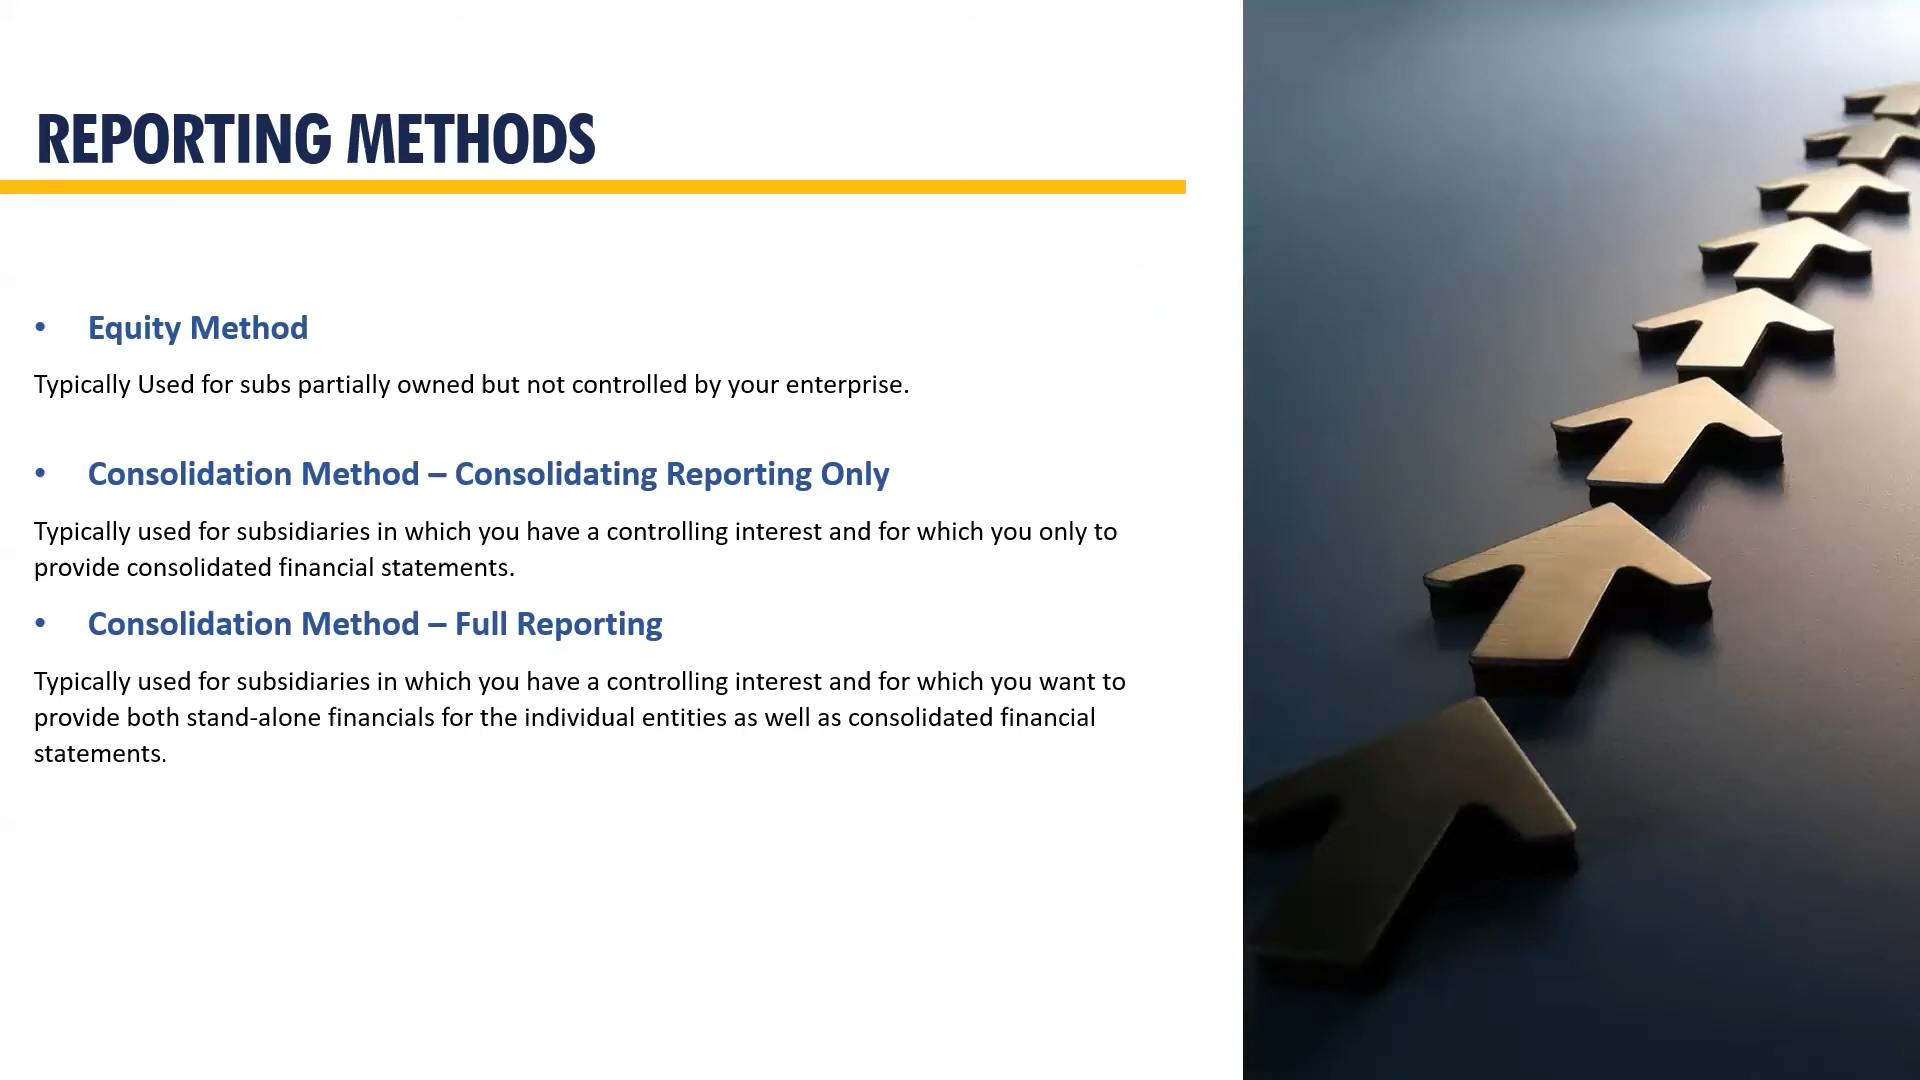 REPORTING METHODS
• Equity Method
Typically Used for subs partially owned but not controlled by your enterprise.
• Consolidation Method – Consolidating Reporting Only
Typically used for subsidiaries in which you have a controlling interest and for which you only to
provide consolidated financial statements.
• Consolidation Method – Full Reporting
Typically used for subsidiaries in which you have a controlling interest and for which you want to
provide both stand-alone financials for the individual entities as well as consolidated financial
statements.